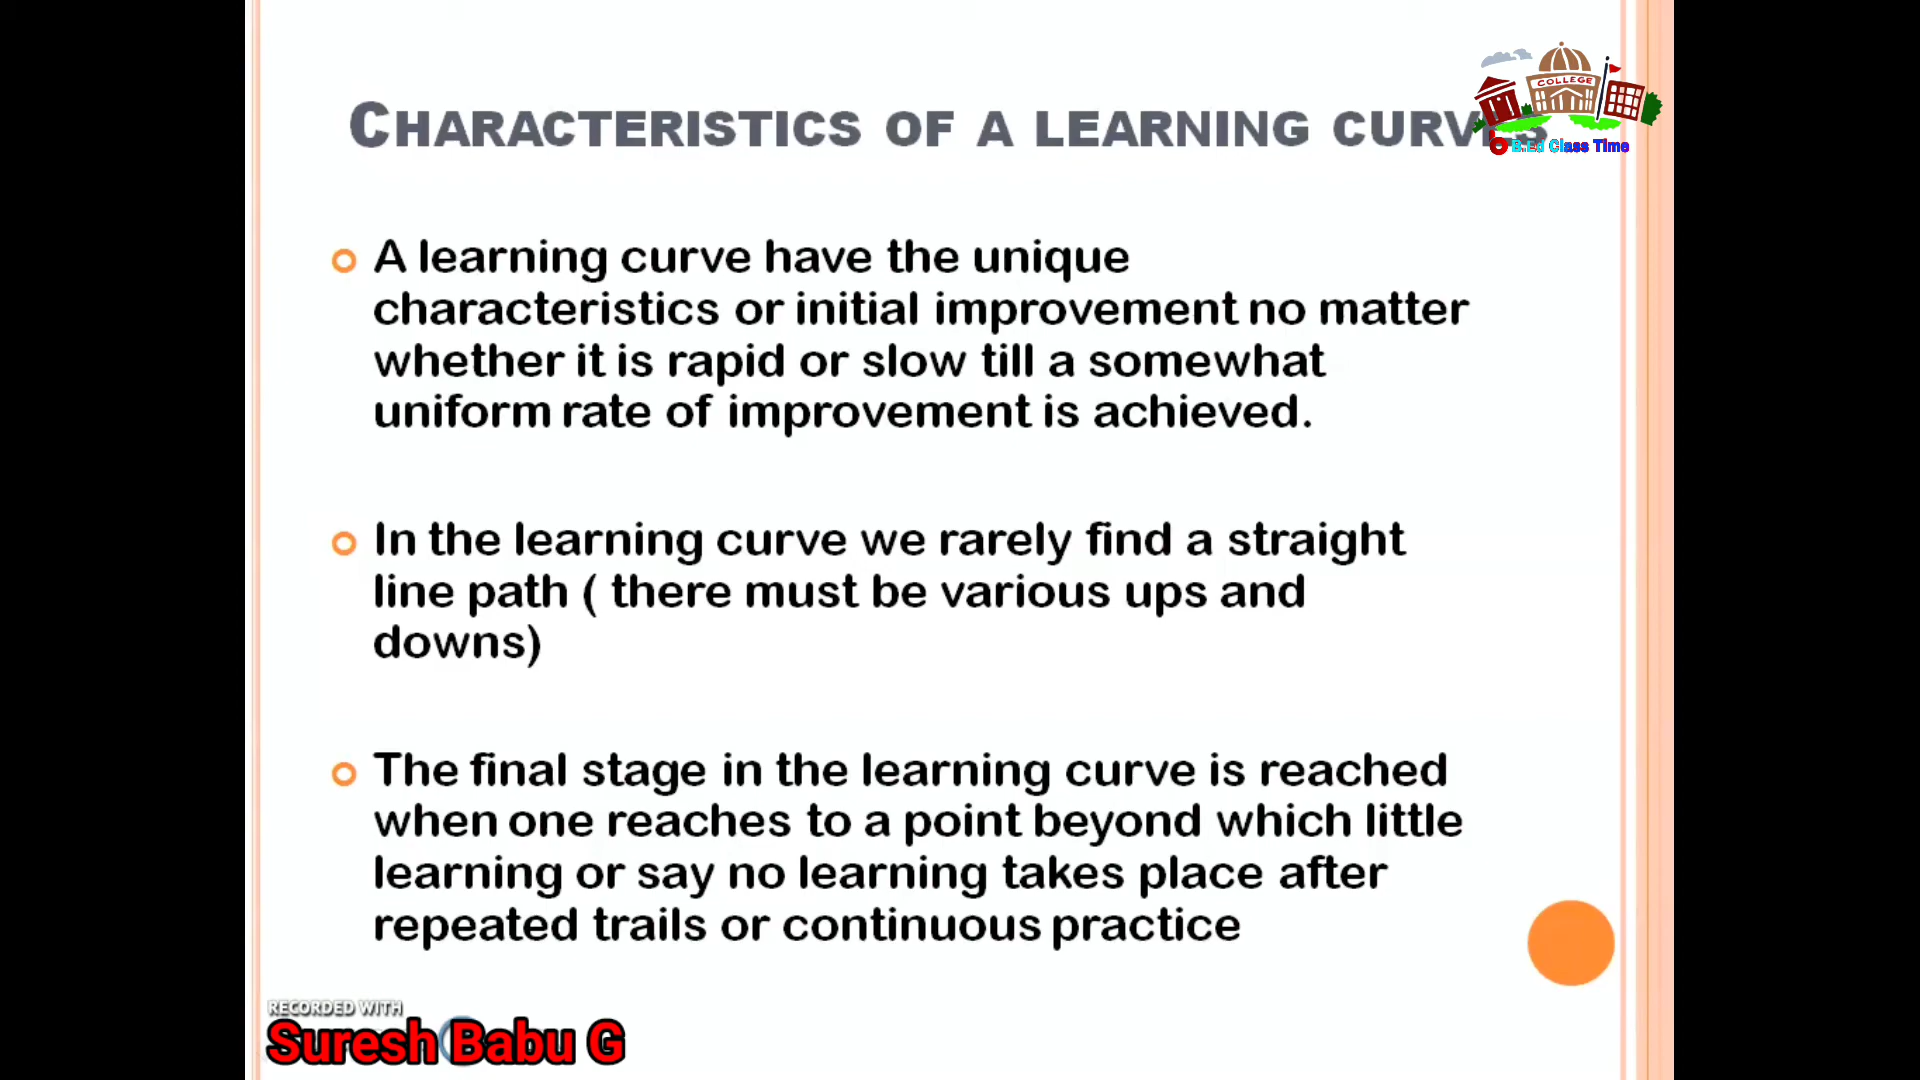 CHARACTERISTICS OF A LEARNING CURVES
COLLEGE
B.Ed Class Time
A learning curve have the unique
characteristics or initial improvement no matter
whether it is rapid or slow till a somewhat
uniform rate of improvement is achieved.
In the learning curve we rarely find a straight
line path ( there must be various ups and
downs)
The final stage in the learning curve is reached
when one reaches to a point beyond which little
learning or say no learning takes place after
repeated trails or continuous practice
RECORDED WITH
Suresh Babu G